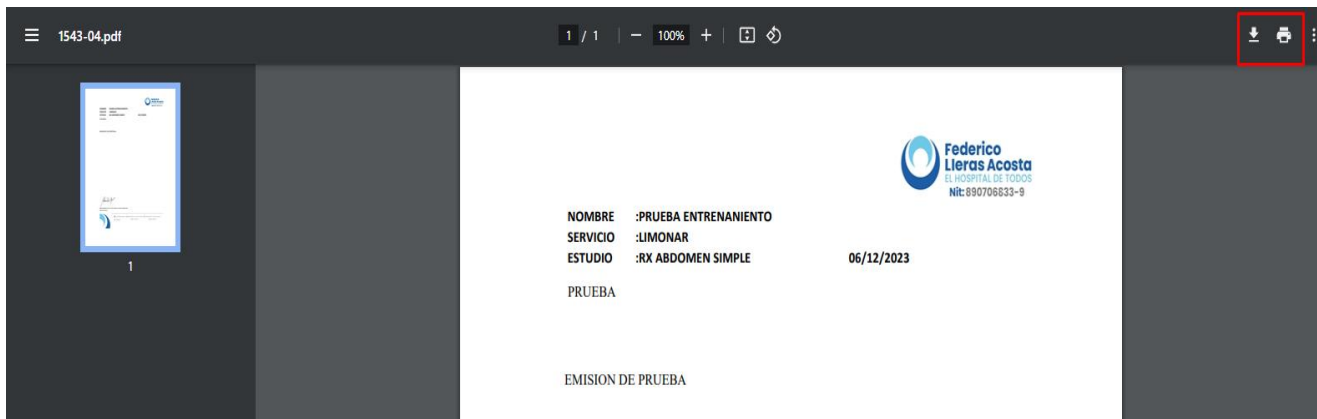 1543-04.pdf
1 / 1
100%
1
Federico
Lleras Acosta
EL HOSPITAL DE TODOS
Nit: 890706833-9
NOMBRE :PRUEBA ENTRENANIENTO
SERVICIO :LIMONAR
ESTUDIO :RX ABDOMEN SIMPLE 06/12/2023
PRUEBA
EMISION DE PRUEBA